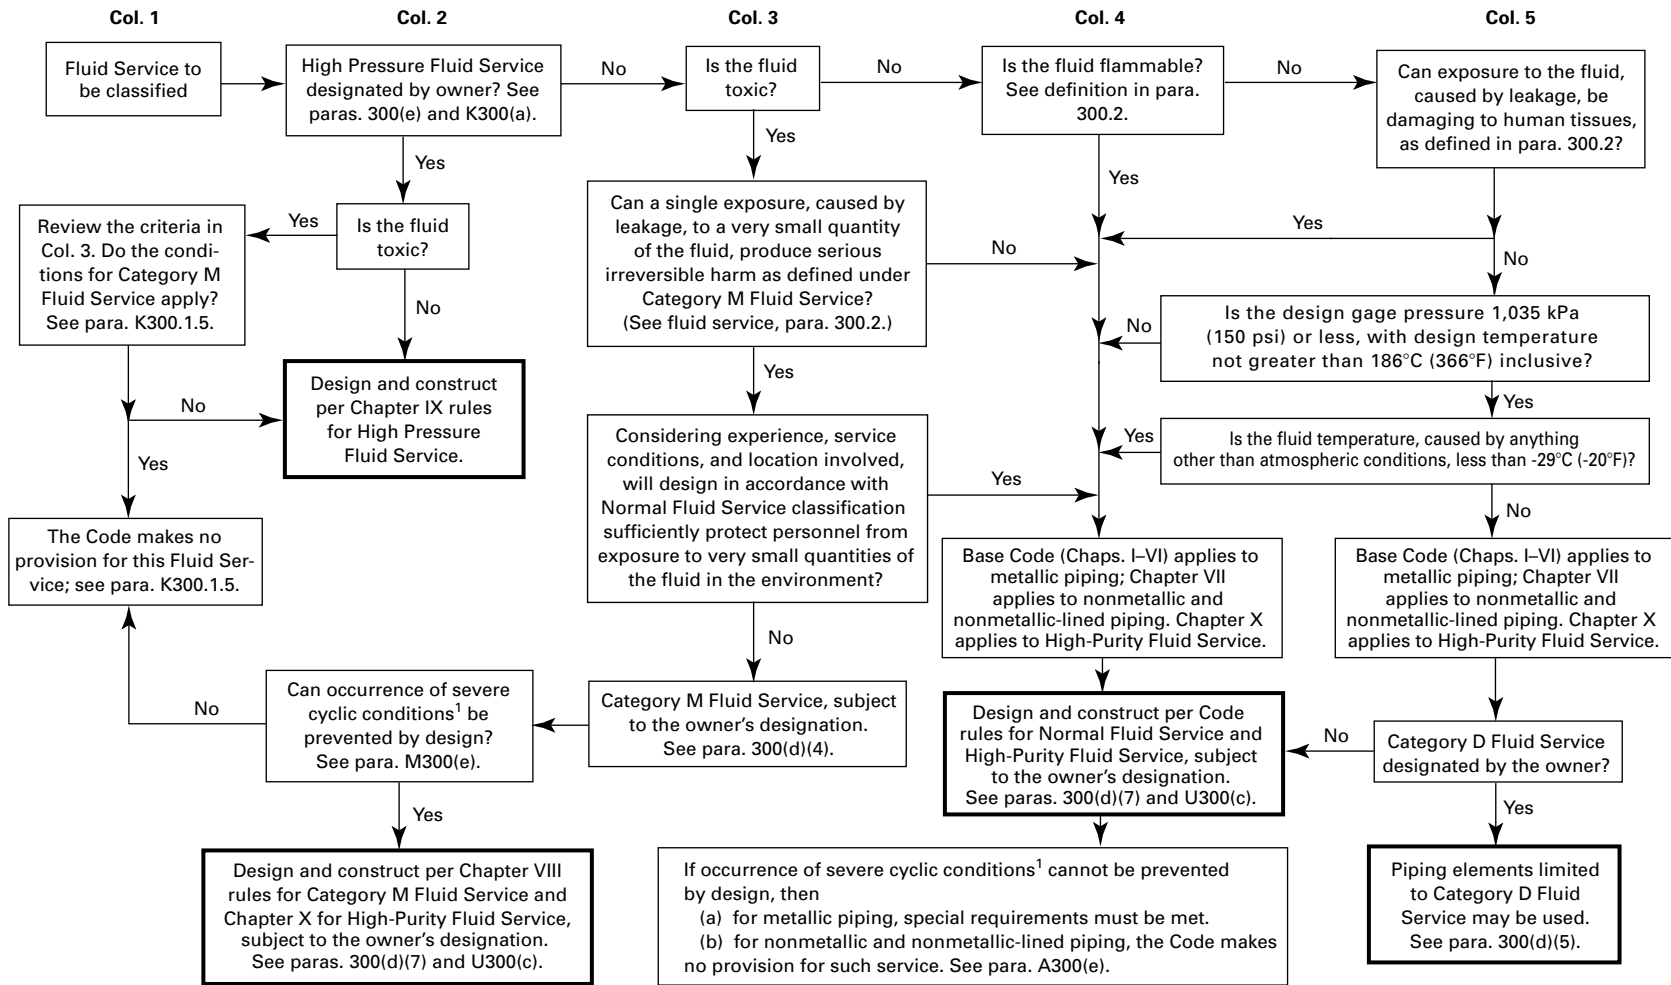 Col. 1
Col. 2
Col. 3
Col. 4
Col. 5
Fluid Service to
be classified
High Pressure Fluid Service
designated by owner? See
paras. 300(e) and K300(a).
No
Is the fluid
toxic?
No
Is the fluid flammable?
See definition in para.
300.2.
No
Can exposure to the fluid,
caused by leakage, be
damaging to human tissues,
as defined in para. 300.2?
Yes
Yes
Yes
Review the criteria in
Col. 3. Do the condi-
tions for Category M
Fluid Service apply?
See para. K300.1.5.
Yes
Is the fluid
toxic?
Can a single exposure, caused by
leakage, to a very small quantity
of the fluid, produce serious
irreversible harm as defined under
Category M Fluid Service?
(See fluid service, para. 300.2.)
No
Yes
No
No
Is the design gage pressure 1,035 kPa
(150 psi) or less, with design temperature
not greater than 186°C (366°F) inclusive?
No
Yes
Yes
No
Design and construct
per Chapter IX rules
for High Pressure
Fluid Service.
Considering experience, service
conditions, and location involved,
will design in accordance with
Normal Fluid Service classification
sufficiently protect personnel from
exposure to very small quantities of
the fluid in the environment?
Yes
Yes
Is the fluid temperature, caused by anything
other than atmospheric conditions, less than -29°C (-20°F)?
Yes
No
The Code makes no
provision for this Fluid Ser-
vice; see para. K300.1.5.
Base Code (Chaps. I–VI) applies to
metallic piping; Chapter VII
applies to nonmetallic and
nonmetallic-lined piping. Chapter X
applies to High-Purity Fluid Service.
Base Code (Chaps. I–VI) applies to
metallic piping; Chapter VII
applies to nonmetallic and
nonmetallic-lined piping. Chapter X
applies to High-Purity Fluid Service.
No
No
Can occurrence of severe
cyclic conditions1 be
prevented by design?
See para. M300(e).
Category M Fluid Service, subject
to the owner's designation.
See para. 300(d)(4).
Design and construct per Code
rules for Normal Fluid Service and
High-Purity Fluid Service, subject
to the owner's designation.
See paras. 300(d)(7) and U300(c).
No
Category D Fluid Service
designated by the owner?
Yes
Yes
Design and construct per Chapter VIII
rules for Category M Fluid Service and
Chapter X for High-Purity Fluid Service,
subject to the owner's designation.
See paras. 300(d)(7) and U300(c).
If occurrence of severe cyclic conditions1 cannot be prevented
by design, then
(a) for metallic piping, special requirements must be met.
(b) for nonmetallic and nonmetallic-lined piping, the Code makes
no provision for such service. See para. A300(e).
Piping elements limited
to Category D Fluid
Service may be used.
See para. 300(d)(5).